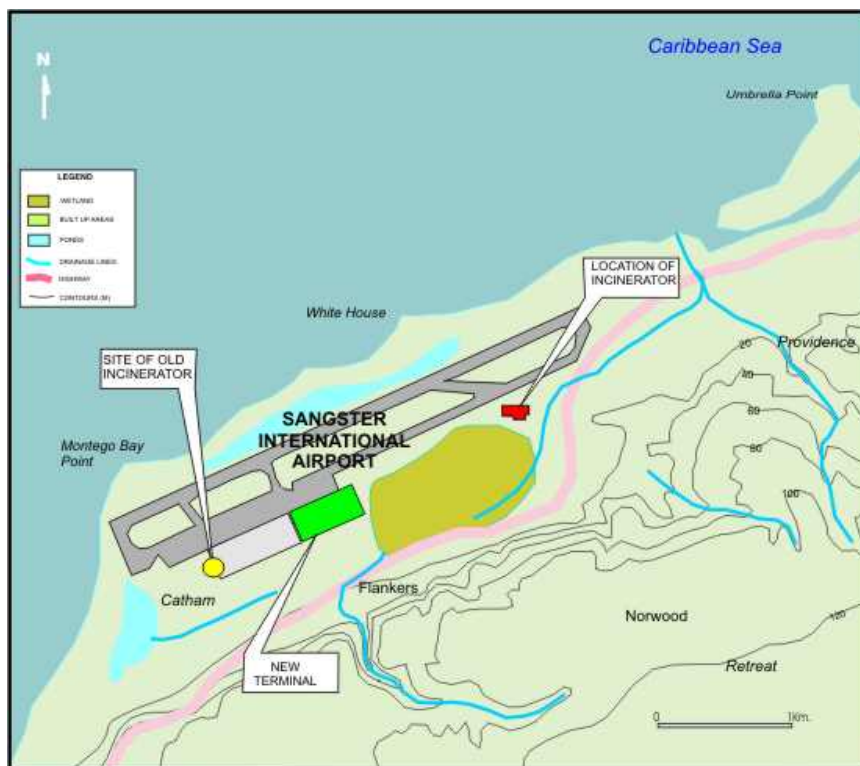 Caribbean Sea
N
Umbrella Point
LEGEND
WETLAND
BUILT UP AREAS
PONDS
DRAINAGE LINES
HIGHWAY
CONTOURS (M)
LOCATION OF
INCINERATOR
White House
SITE OF OLD
INCINERATOR
Providence
20
40
60
80
100
SANGSTER
INTERNATIONAL
AIRPORT
Montego Bay
Point
Catham
Flankers
Norwood
120
Retreat
NEW
TERMINAL
0
1Km.